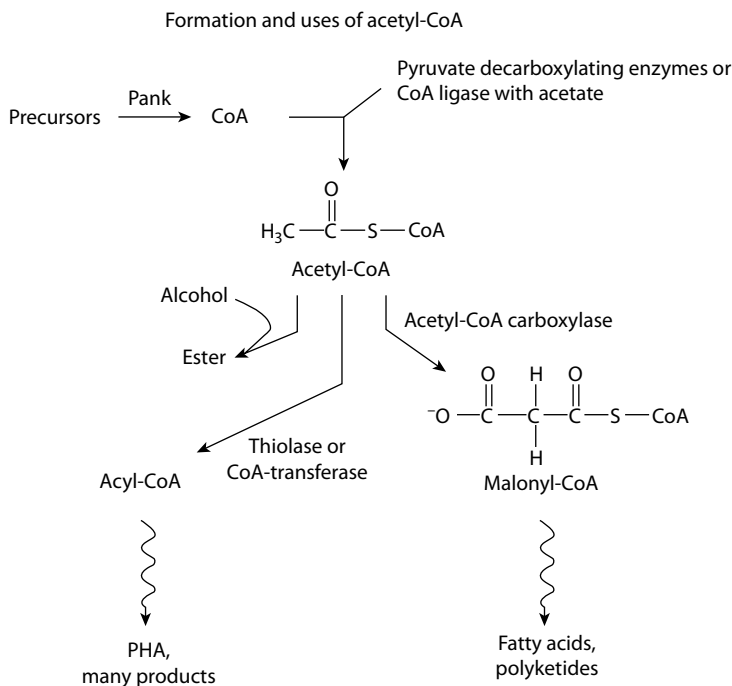 Formation and uses of acetyl-CoA
Pyruvate decarboxylating enzymes or
CoA ligase with acetate
Precursors
Pank
CoA
O
H₃C—C—S—CoA
Acetyl-CoA
Alcohol
Ester
Acetyl-CoA carboxylase
O H O
⁻O—C—C—C—S—CoA
H
Malonyl-CoA
Thiolase or
CoA-transferase
Acyl-CoA
PHA,
many products
Fatty acids,
polyketides